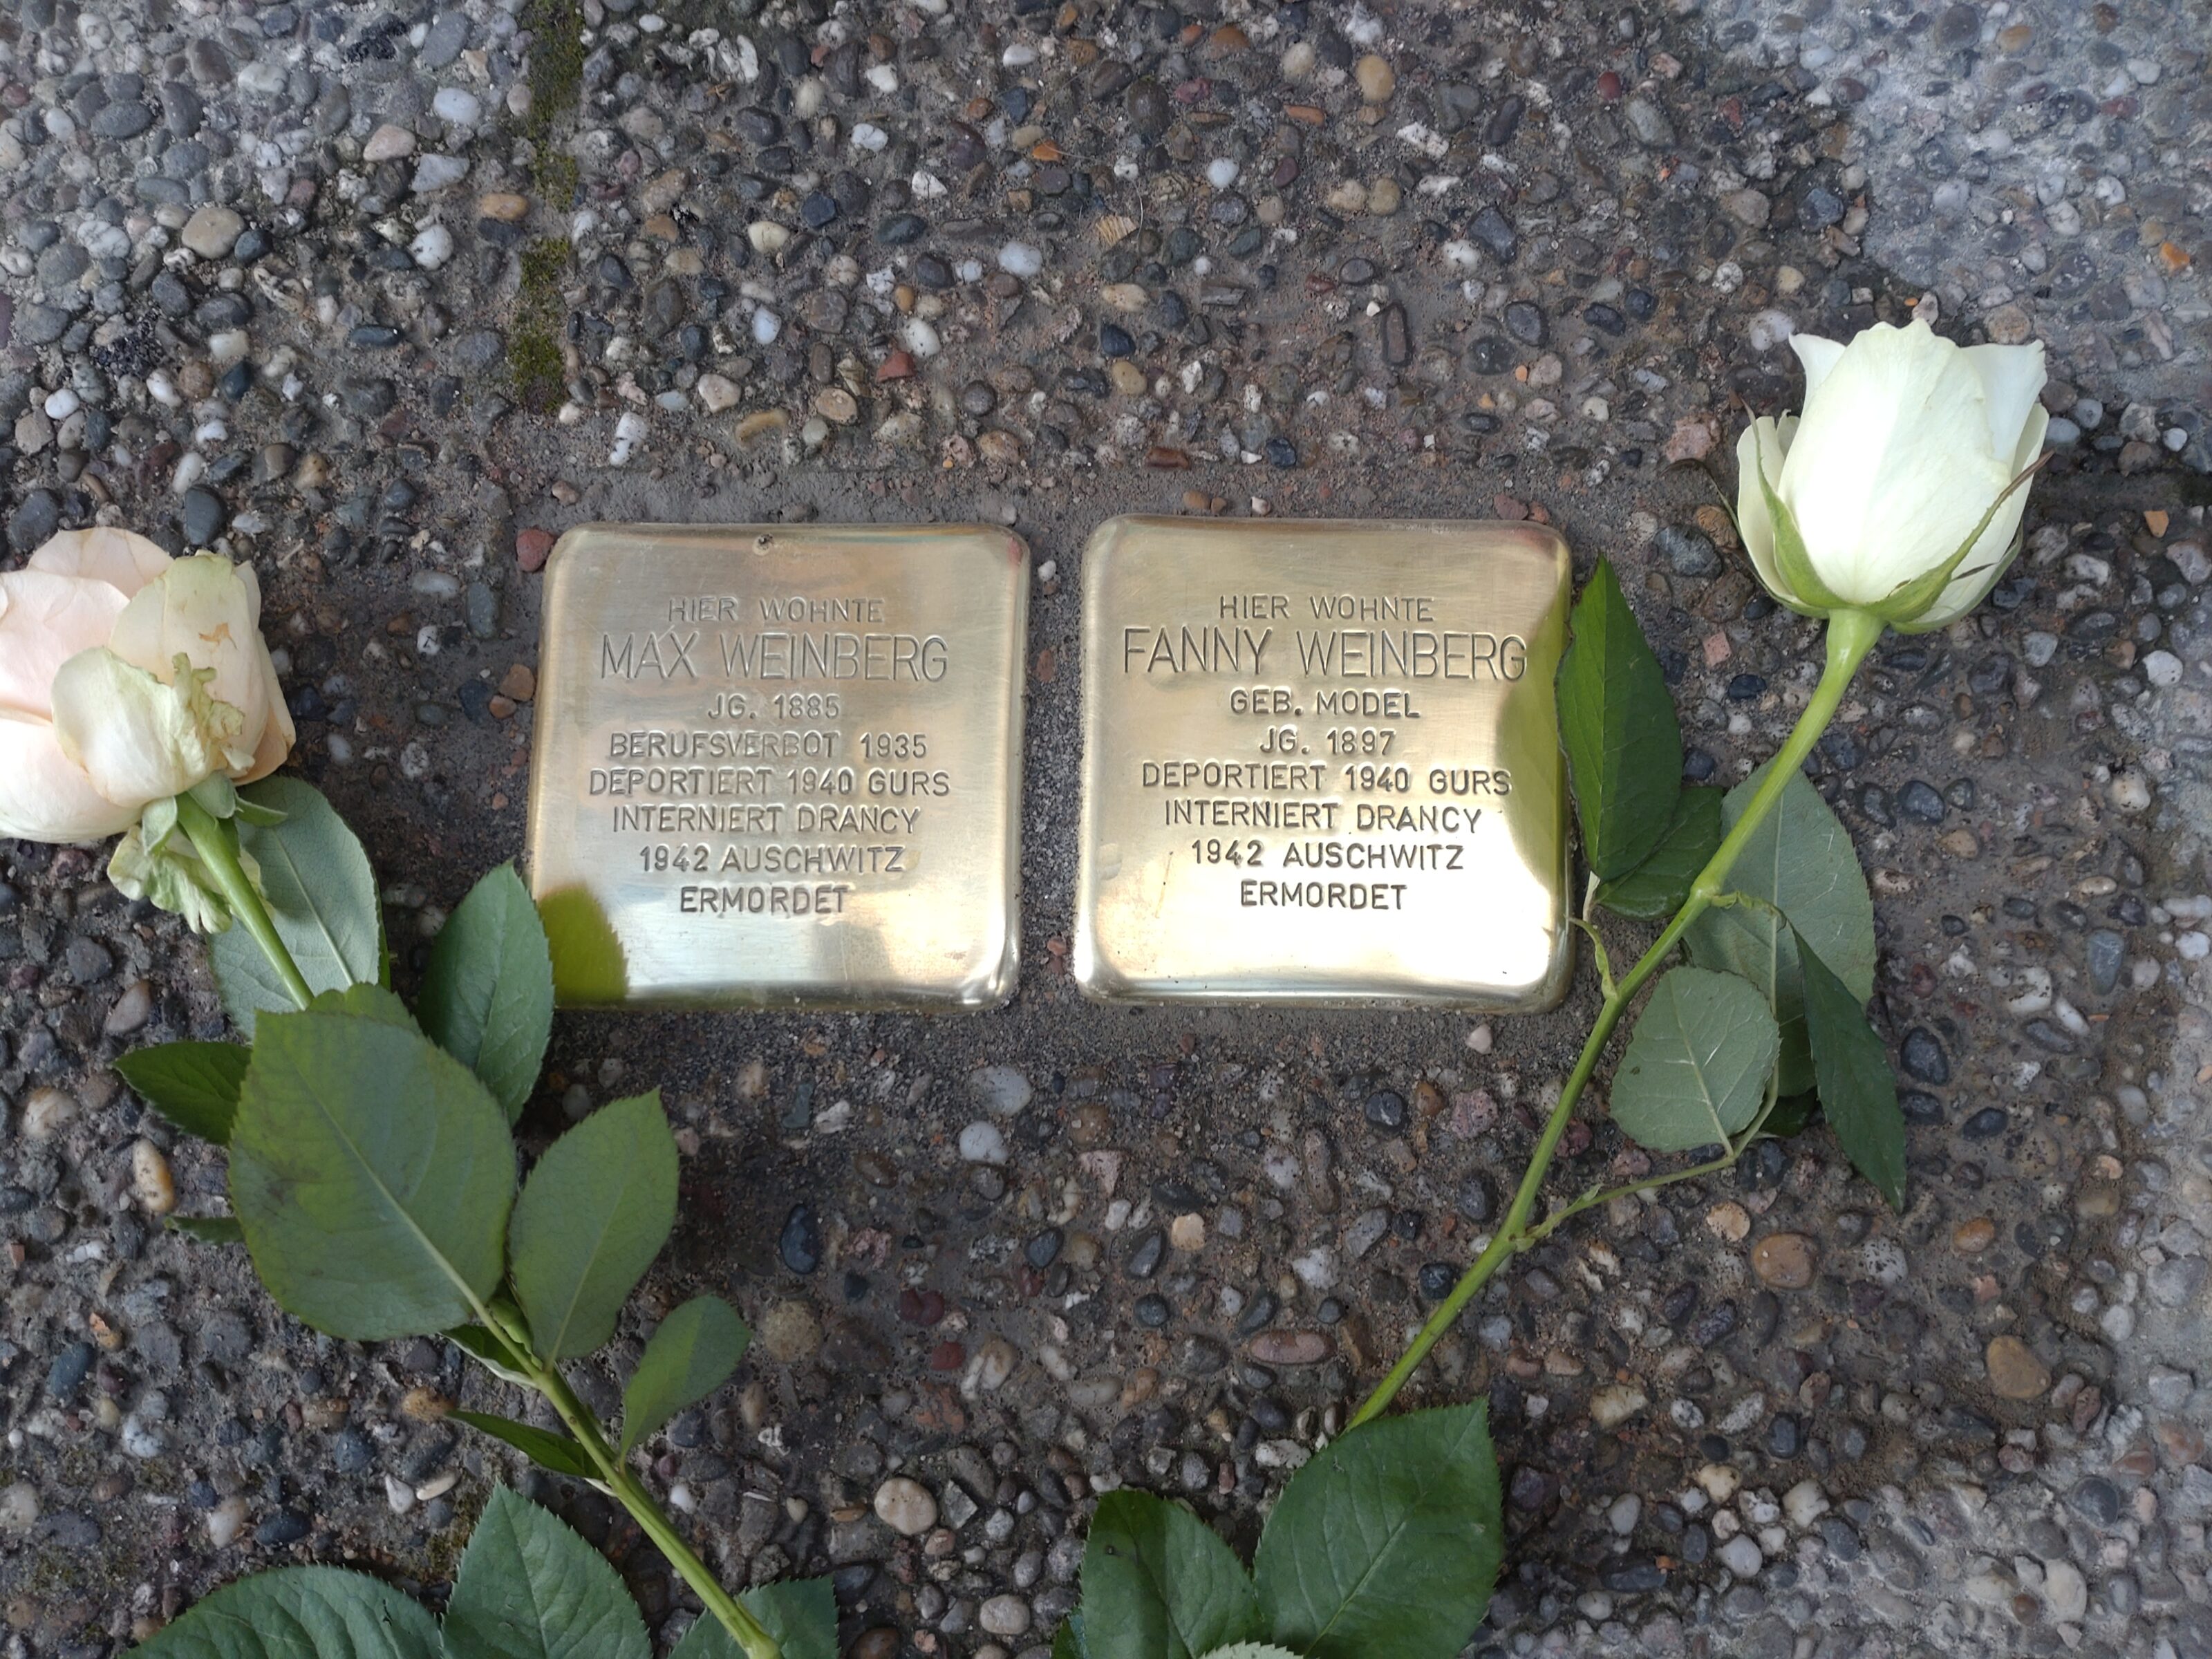 HIER WOHNTE
MAX WEINBERG
JG. 1885
BERUFSVERBOT 1935
DEPORTIERT 1940 GURS
INTERNIERT DRANCY
1942 AUSCHWITZ
ERMORDET
HIER WOHNTE
FANNY WEINBERG
GEB. MODEL
JG. 1897
DEPORTIERT 1940 GURS
INTERNIERT DRANCY
1942 AUSCHWITZ
ERMORDET